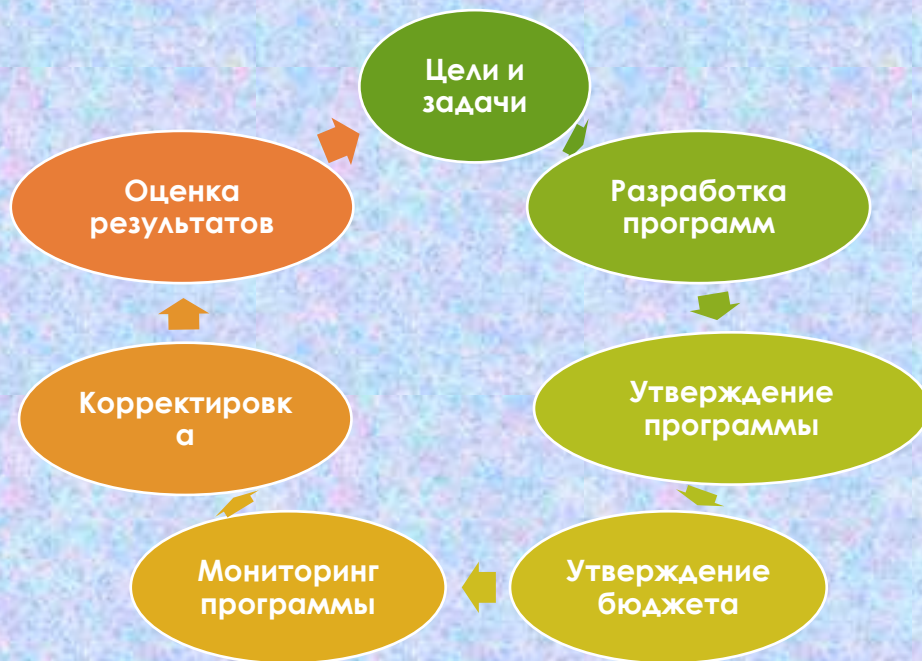 Цели и
задачи
Разработка
программ
Утверждение
программы
Утверждение
бюджета
Мониторинг
программы
Корректировк
а
Оценка
результатов